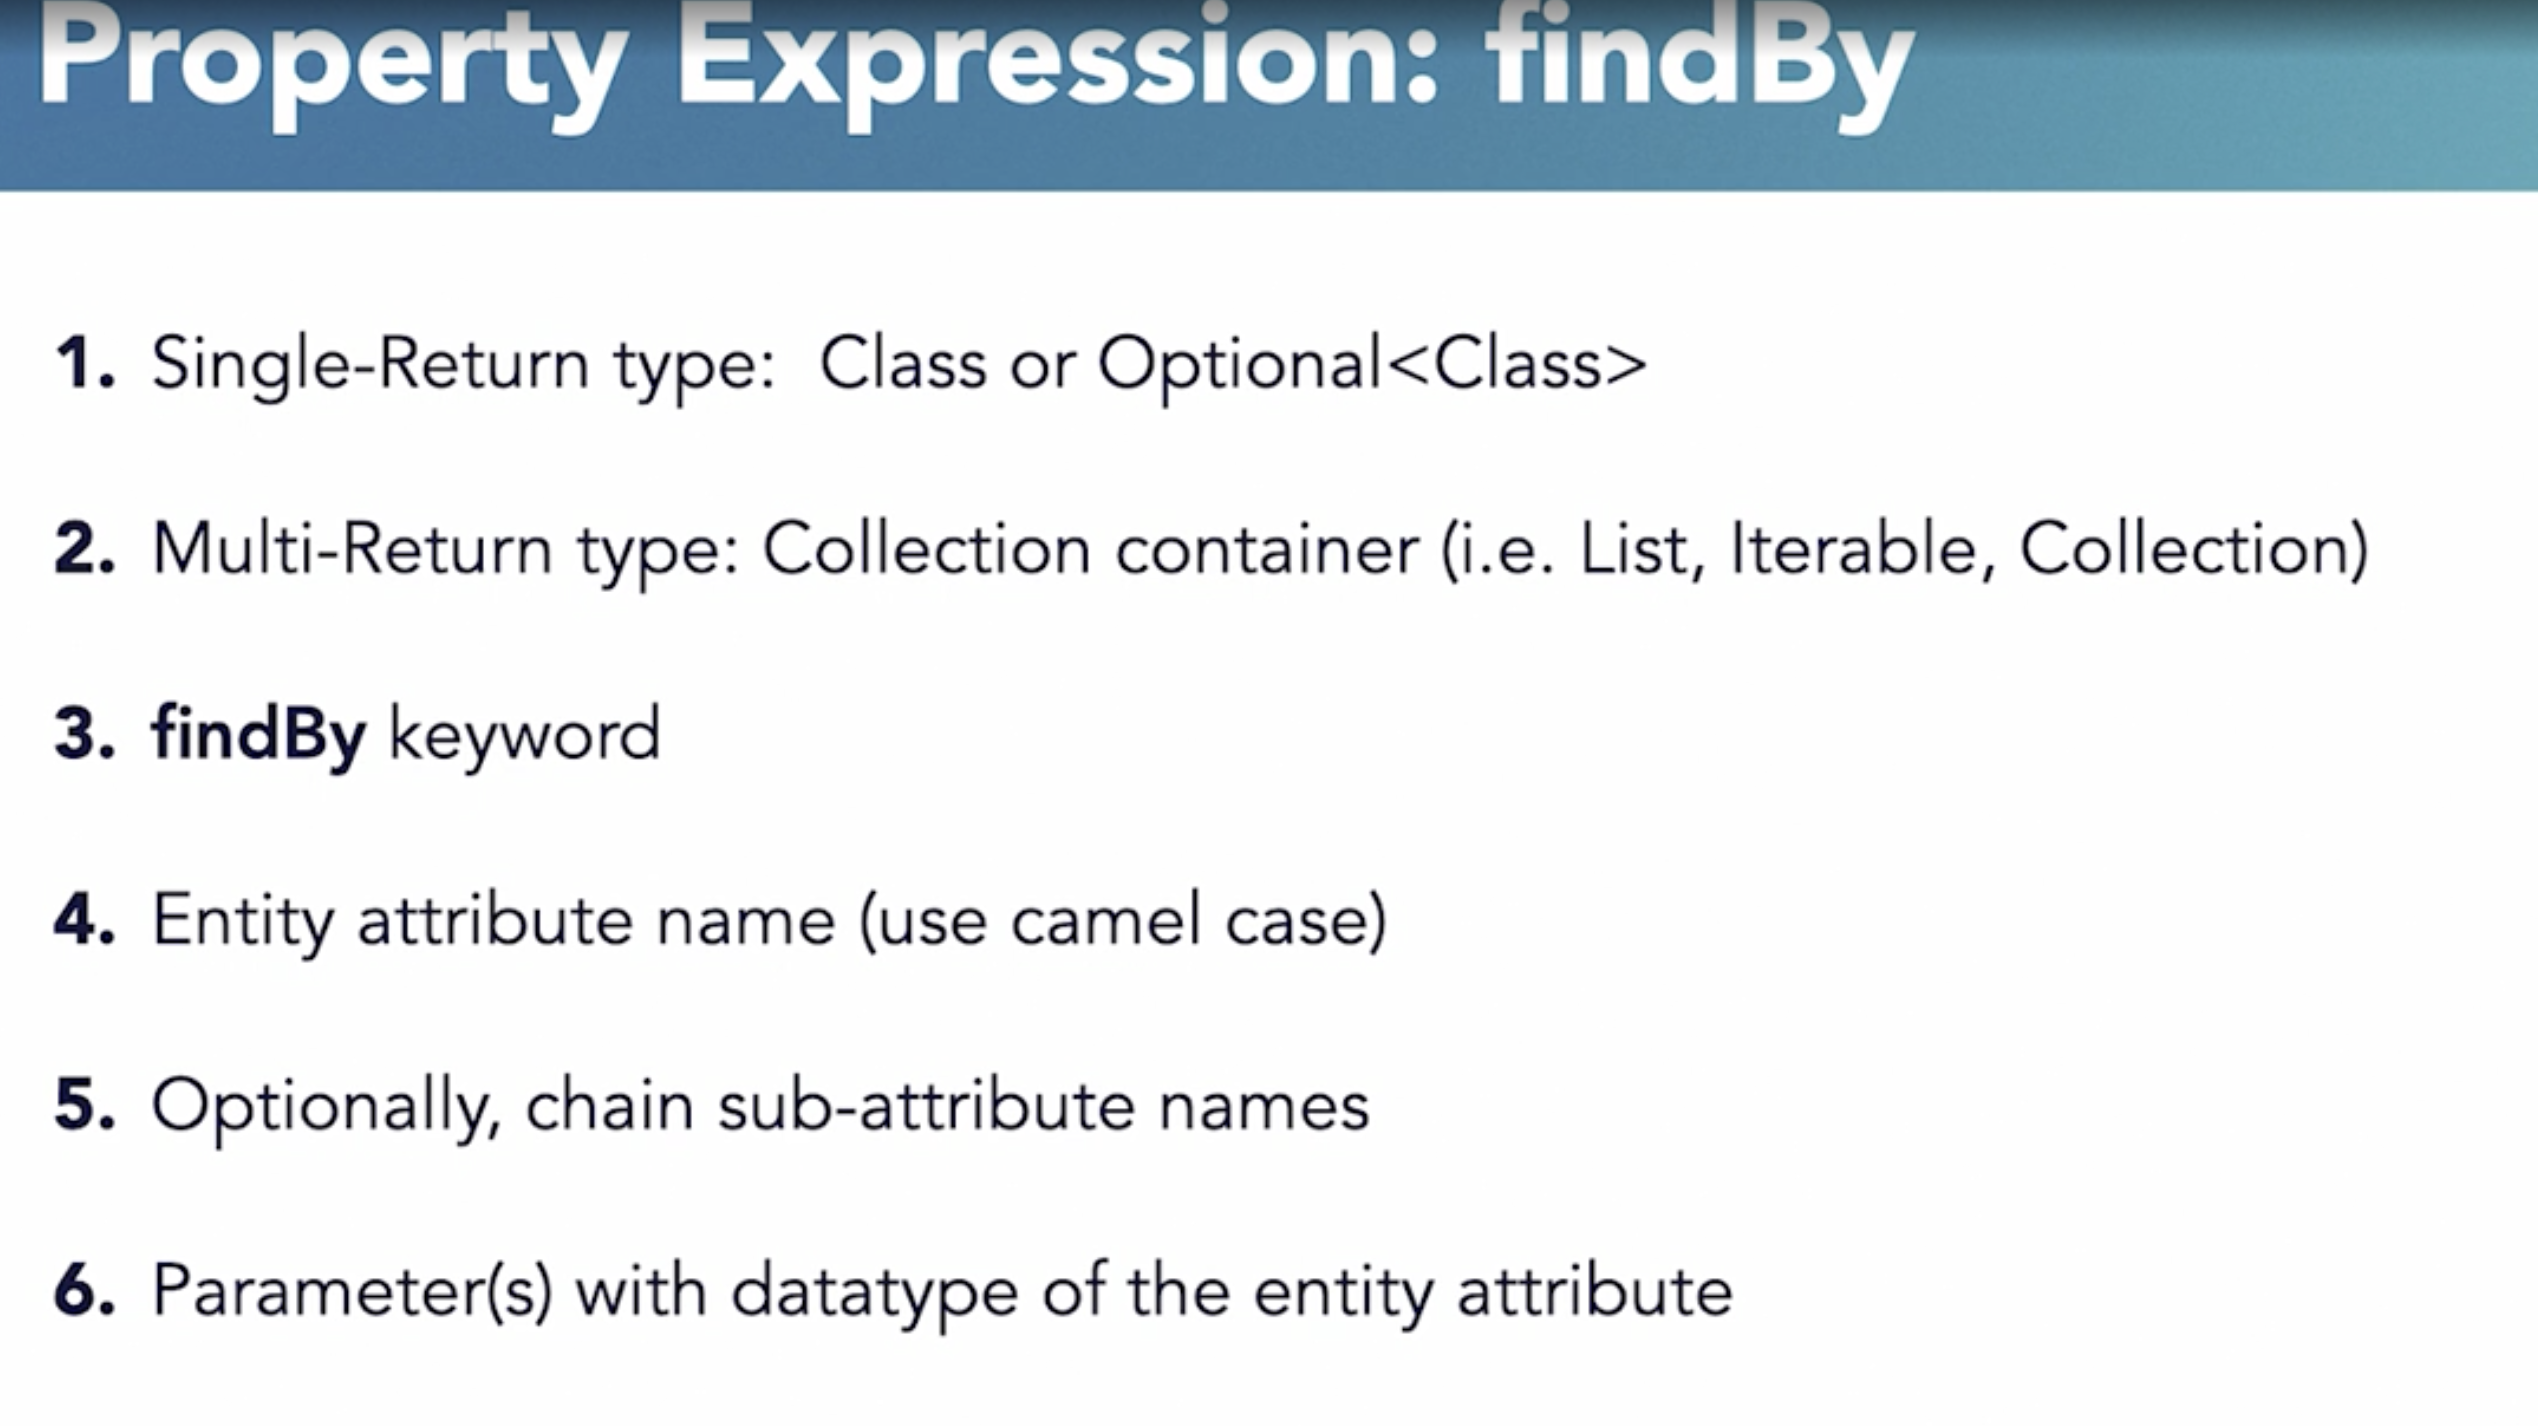 Property Expression: findBy
1. Single-Return type: Class or Optional<Class>
2. Multi-Return type: Collection container (i.e. List, Iterable, Collection)
3. findBy keyword
4. Entity attribute name (use camel case)
5. Optionally, chain sub-attribute names
6. Parameter(s) with datatype of the entity attribute